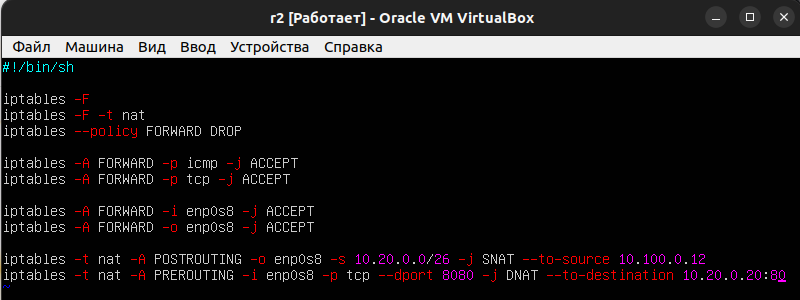 r2 [Работает] - Oracle VM VirtualBox
Файл Машина Вид Ввод Устройства Справка
#!/bin/sh
iptables -F
iptables -F -t nat
iptables --policy FORWARD DROP
iptables -A FORWARD -p icmp -j ACCEPT
iptables -A FORWARD -p tcp -j ACCEPT
iptables -A FORWARD -i enp0s8 -j ACCEPT
iptables -A FORWARD -o enp0s8 -j ACCEPT
iptables -t nat -A POSTROUTING -o enp0s8 -s 10.20.0.0/26 -j SNAT --to-source 10.100.0.12
iptables -t nat -A PREROUTING -i enp0s8 -p tcp --dport 8080 -j DNAT --to-destination 10.20.0.20:80